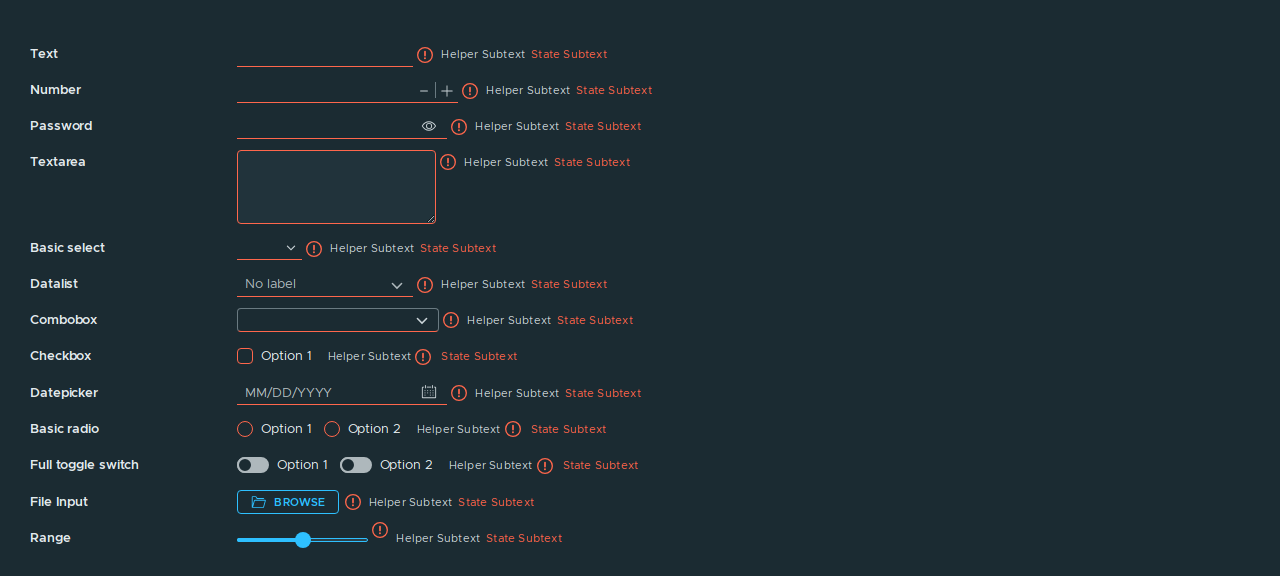 Text Helper Subtext State Subtext
Number Helper Subtext State Subtext
Password Helper Subtext State Subtext
Textarea Helper Subtext State Subtext
Basic select Helper Subtext State Subtext
Datalist No label Helper Subtext State Subtext
Combobox Helper Subtext State Subtext
Checkbox Option 1 Helper Subtext State Subtext
Datepicker MM/DD/YYYY Helper Subtext State Subtext
Basic radio Option 1 Option 2 Helper Subtext State Subtext
Full toggle switch Option 1 Option 2 Helper Subtext State Subtext
File Input BROWSE Helper Subtext State Subtext
Range Helper Subtext State Subtext